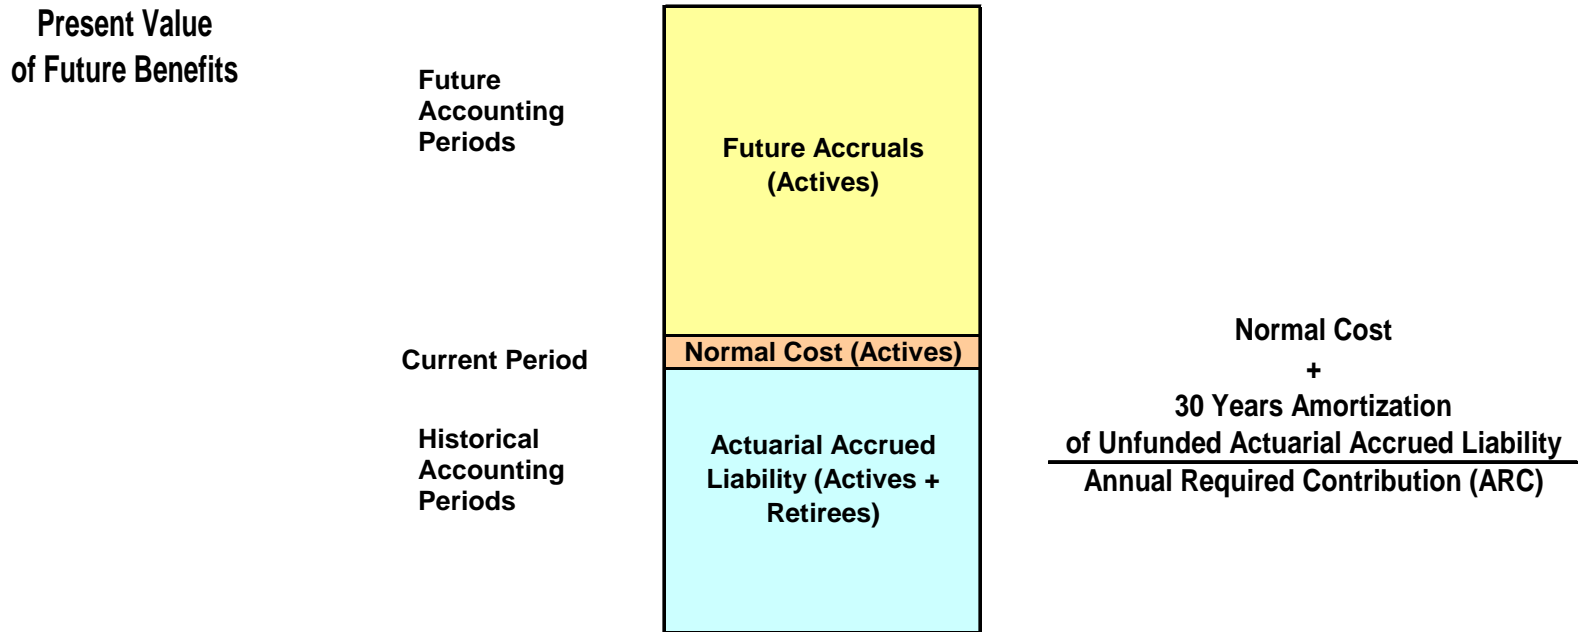 Present Value
of Future Benefits
Future
Accounting
Periods
Future Accruals
(Actives)
Current Period
Normal Cost (Actives)
Historical
Accounting
Periods
Actuarial Accrued
Liability (Actives +
Retirees)
Normal Cost
+
30 Years Amortization
of Unfunded Actuarial Accrued Liability
Annual Required Contribution (ARC)